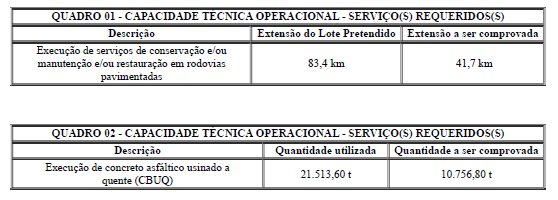 QUADRO 01 - CAPACIDADE TÉCNICA OPERACIONAL - SERVIÇO(S) REQUERIDOS(S)
Descrição Extensão do Lote Pretendido Extensão a ser comprovada
Execução de serviços de conservação e/ou
manutenção e/ou restauração em rodovias
pavimentadas
83,4 km 41,7 km
QUADRO 02 - CAPACIDADE TÉCNICA OPERACIONAL - SERVIÇO(S) REQUERIDOS(S)
Descrição Quantidade utilizada Quantidade a ser comprovada
Execução de concreto asfáltico usinado a
quente (CBUQ)
21.513,60 t 10.756,80 t